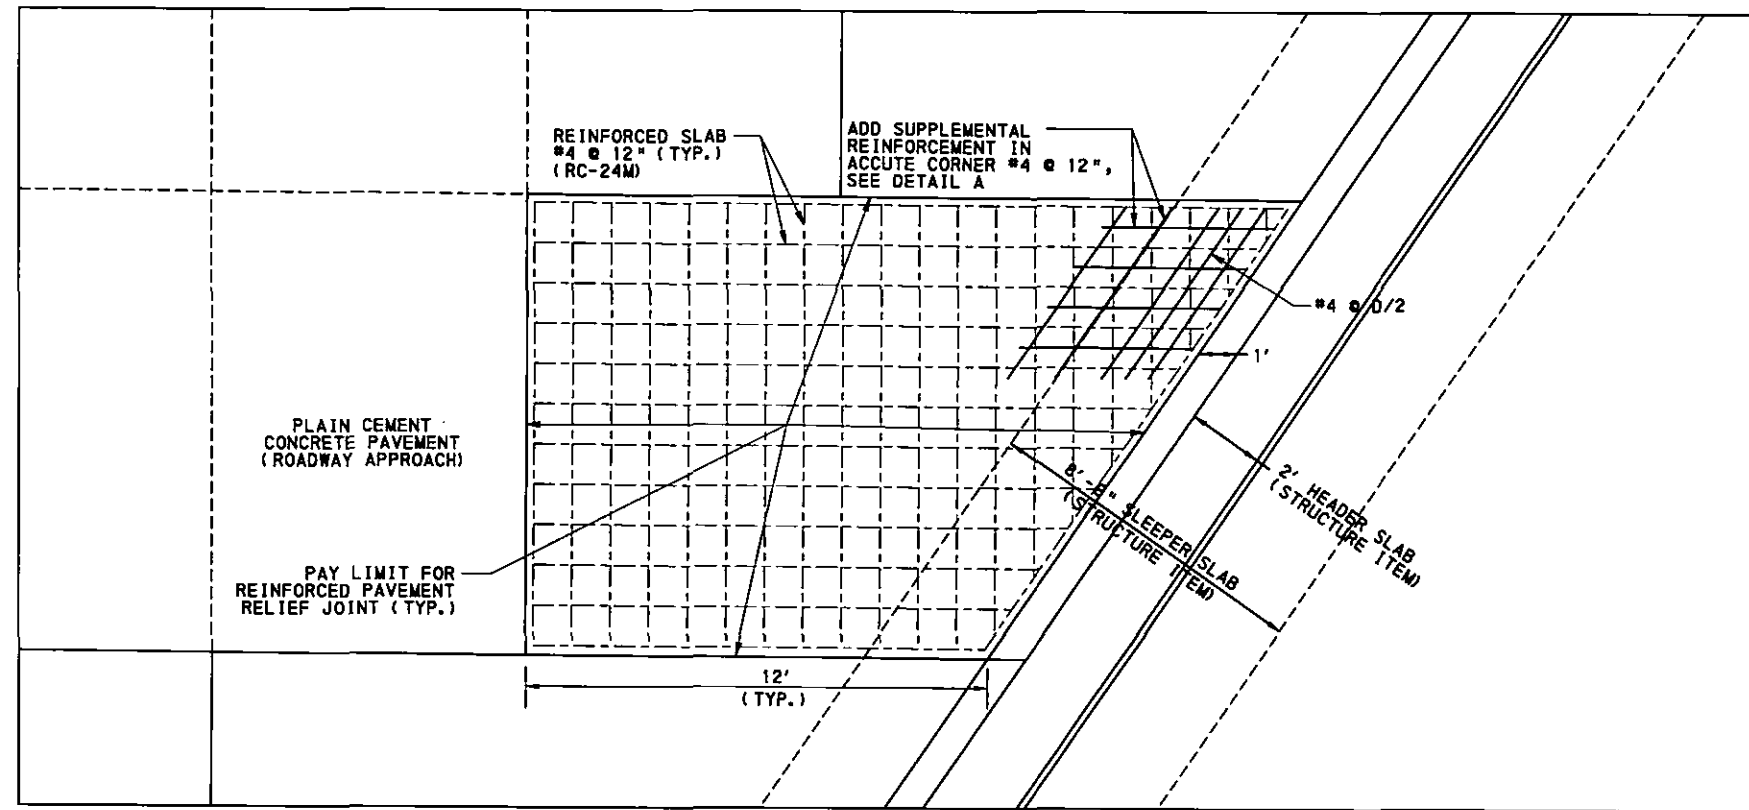 REINFORCED SLAB
#4 @ 12" (TYP.)
(RC-24M)
ADD SUPPLEMENTAL
REINFORCEMENT IN
ACCUTE CORNER #4 @ 12",
SEE DETAIL A
#4 @ D/2
1'
PLAIN CEMENT
CONCRETE PAVEMENT
(ROADWAY APPROACH)
8'-8" SLEEPER SLAB
(STRUCTURE ITEM)
2' HEADER SLAB
(STRUCTURE ITEM)
PAY LIMIT FOR
REINFORCED PAVEMENT
RELIEF JOINT (TYP.)
12'
(TYP.)